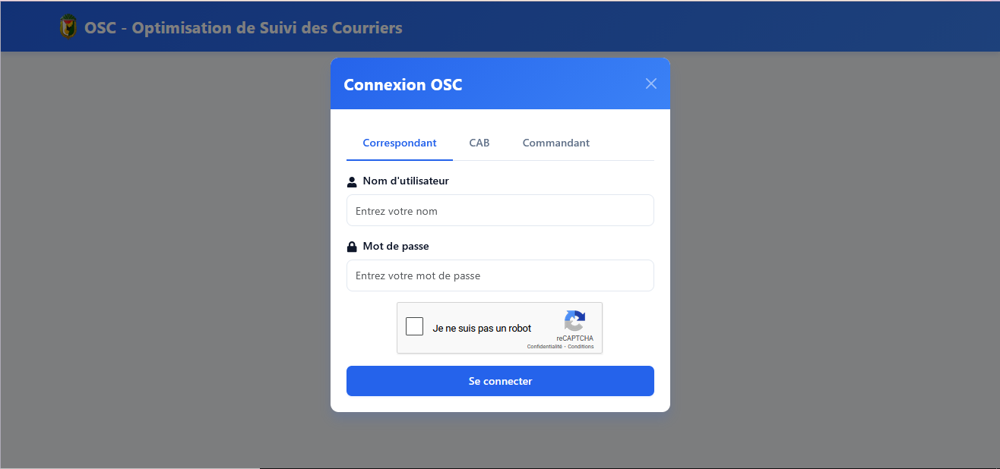 OSC - Optimisation de Suivi des Courriers
Connexion OSC
Correspondant CAB Commandant
Nom d'utilisateur
Entrez votre nom
Mot de passe
Entrez votre mot de passe
Je ne suis pas un robot
reCAPTCHA
Confidentialité - Conditions
Se connecter